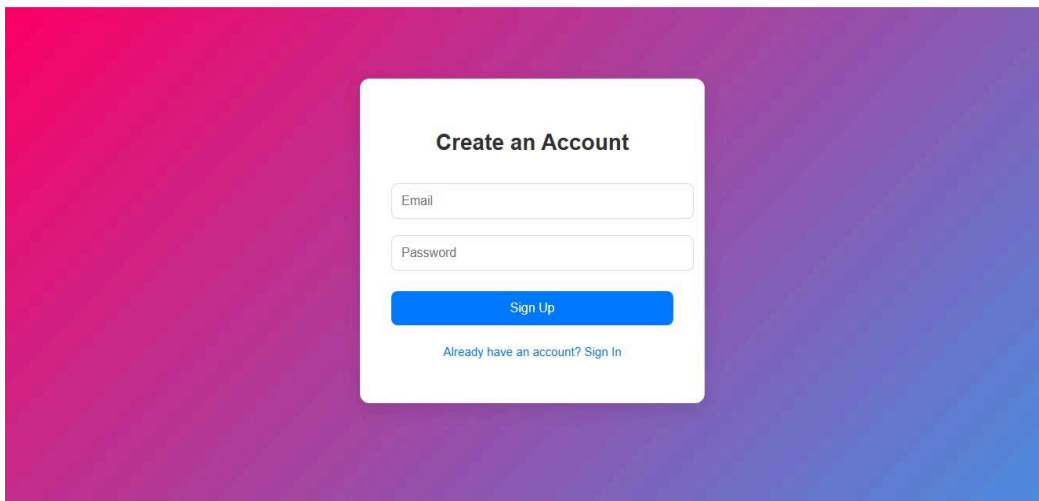 Create an Account
Email
Password
Sign Up
Already have an account? Sign In